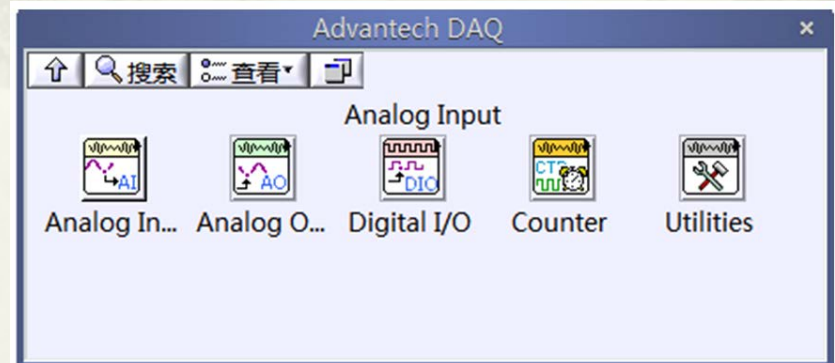 Advantech DAQ
搜索 查看
Analog Input
AI AO DIO CTR
Analog In... Analog O... Digital I/O Counter Utilities